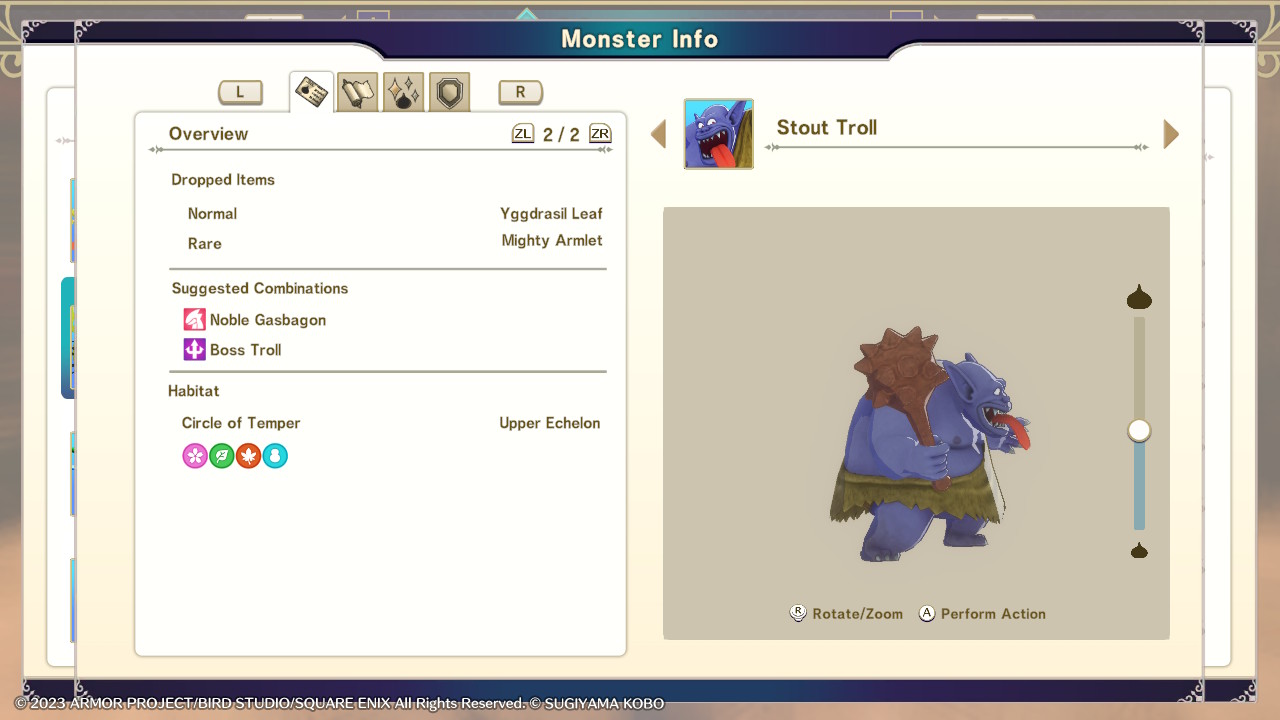 Monster Info
L
R
Overview
ZL 2/2 ZR
Dropped Items
Normal Yggdrasil Leaf
Rare Mighty Armlet
Suggested Combinations
Noble Gasbagon
Boss Troll
Habitat
Circle of Temper Upper Echelon
Stout Troll
R Rotate/Zoom A Perform Action
© 2023 ARMOR PROJECT/BIRD STUDIO/SQUARE ENIX All Rights Reserved. © SUGIYAMA KOBO